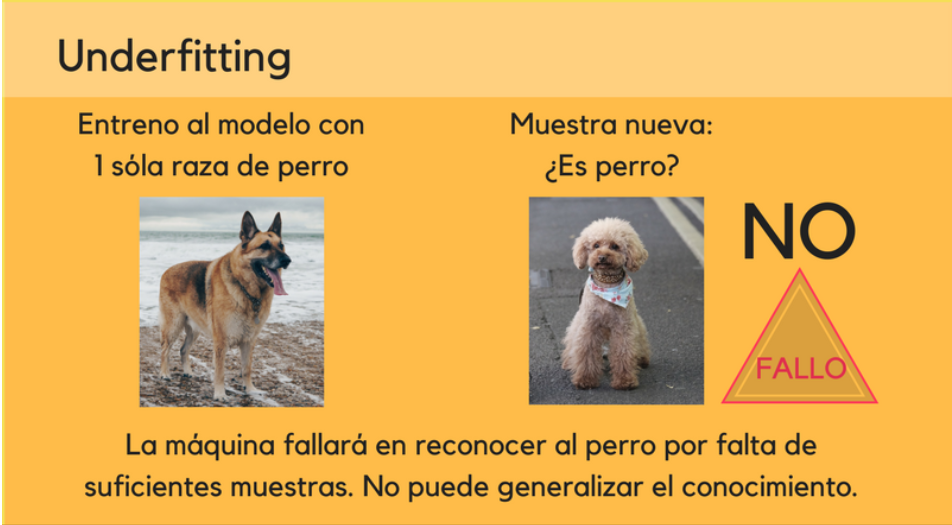 Underfitting
Entreno al modelo con
1 sóla raza de perro
Muestra nueva:
¿Es perro?
NO
FALLO
La máquina fallará en reconocer al perro por falta de
suficientes muestras. No puede generalizar el conocimiento.